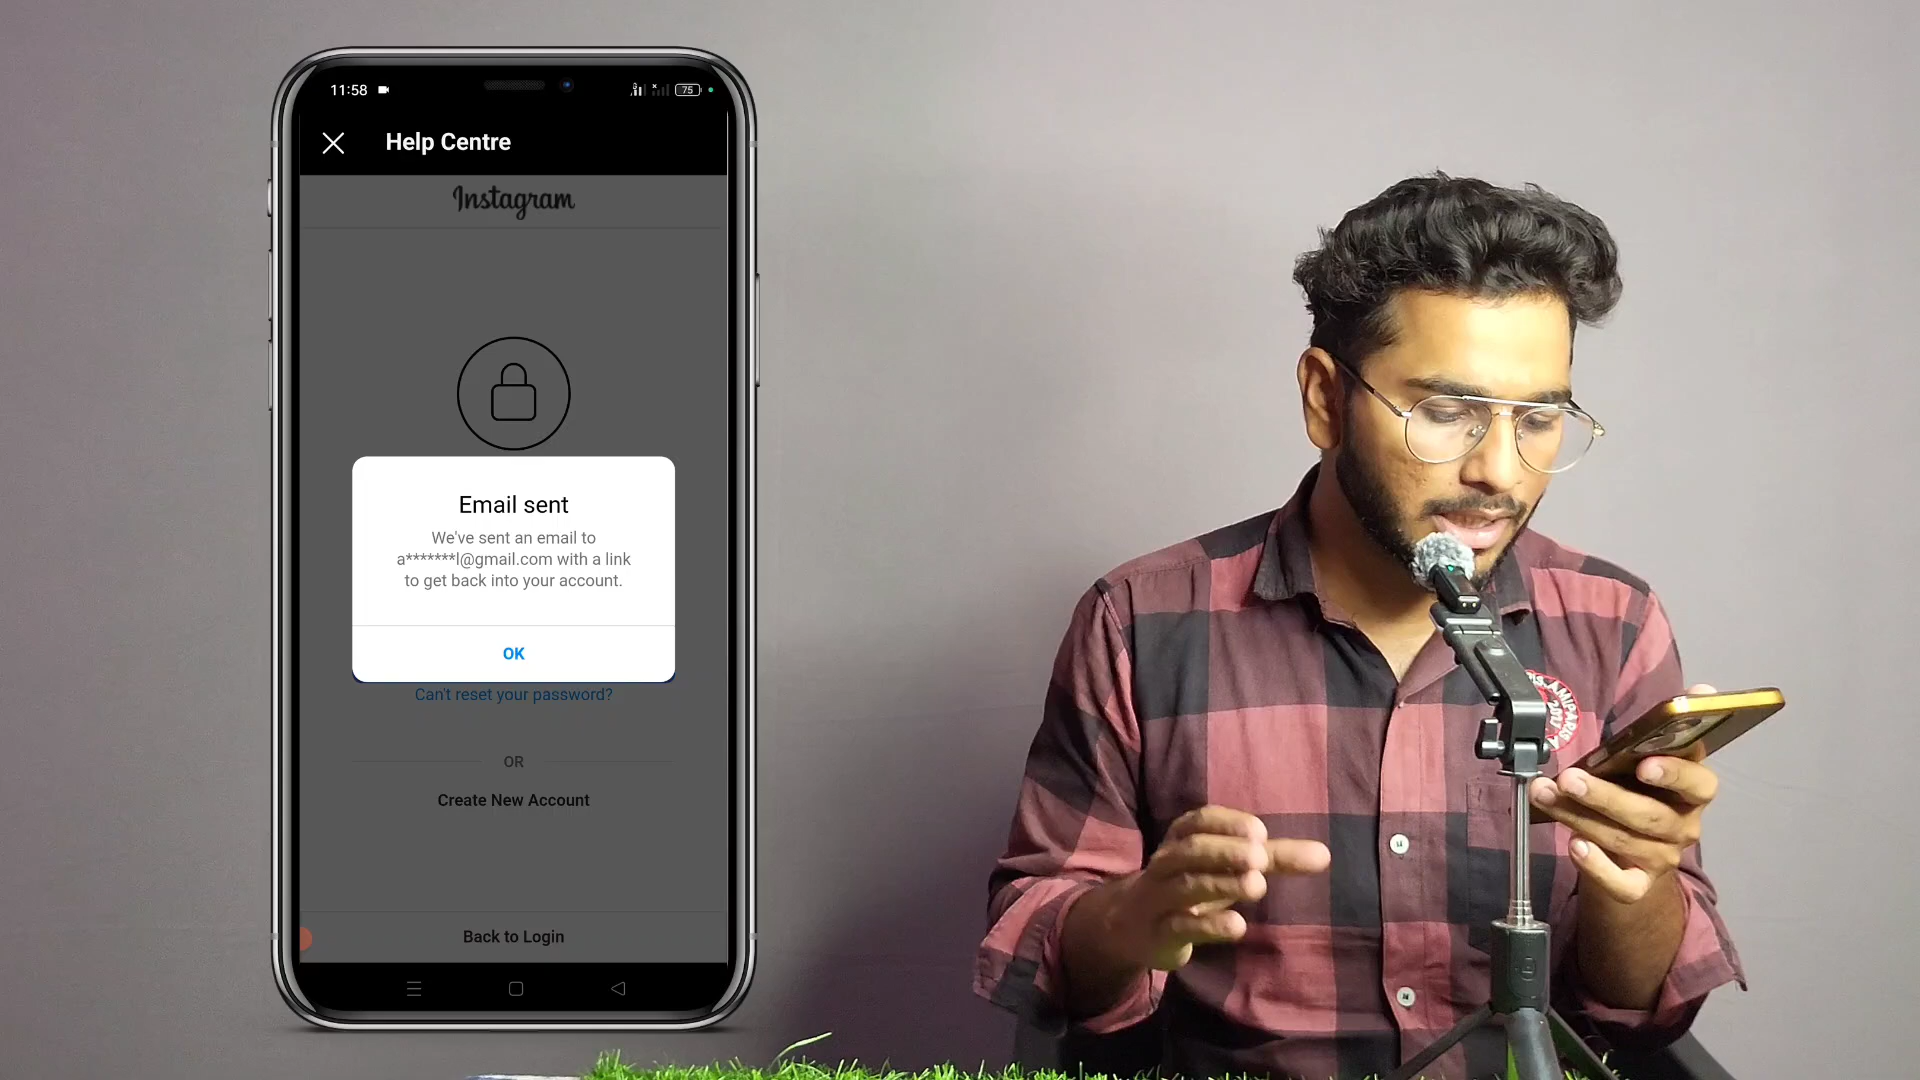 11:58
75
Help Centre
Instagram
Email sent
We've sent an email to
a*******l@gmail.com with a link
to get back into your account.
OK
Can't reset your password?
OR
Create New Account
Back to Login